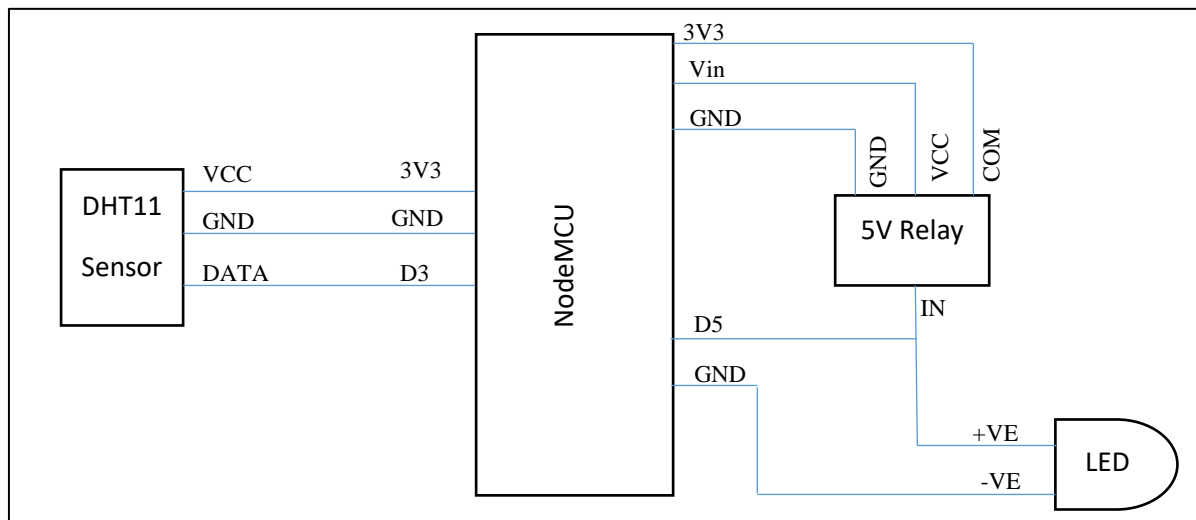 DHT11
Sensor
VCC
GND
DATA
3V3
GND
D3
NodeMCU
3V3
Vin
GND
D5
GND
GND
VCC
COM
5V Relay
IN
+VE
-VE
LED